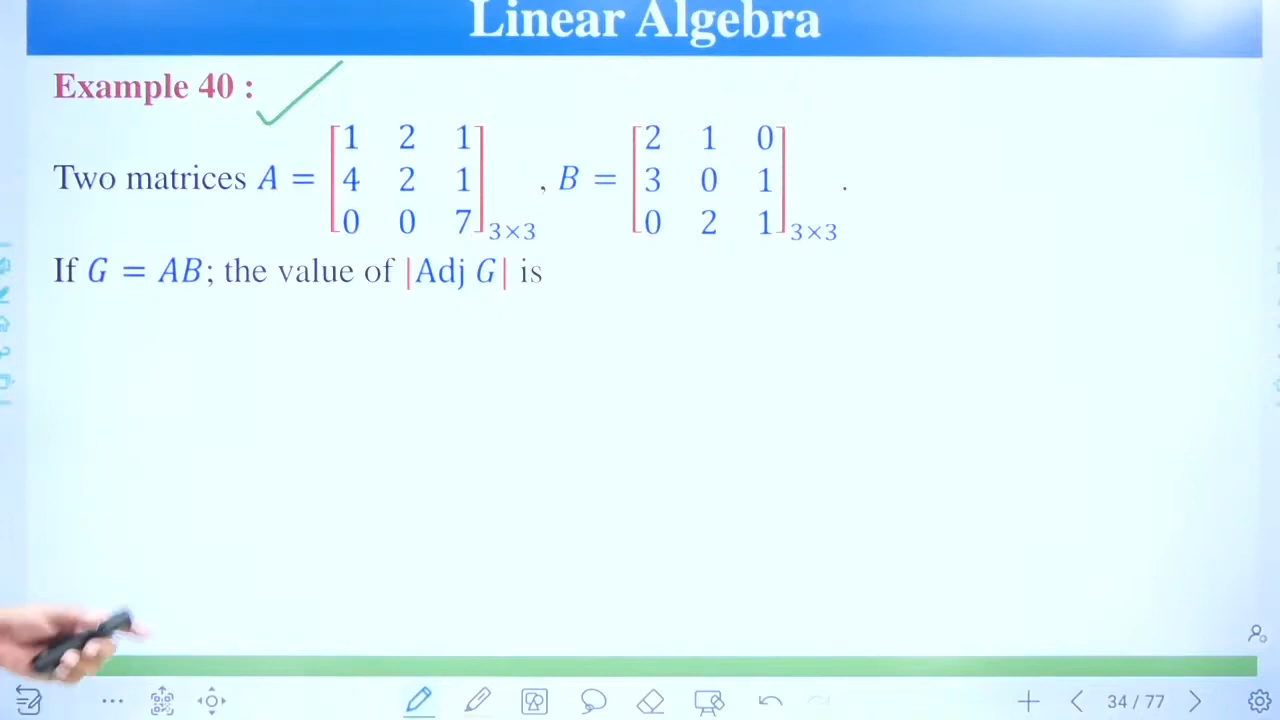 Linear Algebra
Example 40 :
Two matrices A = [1 2 1
4 2 1
0 0 7]3×3 , B = [2 1 0
3 0 1
0 2 1]3×3 .
If G = AB; the value of |Adj G| is
34 / 77